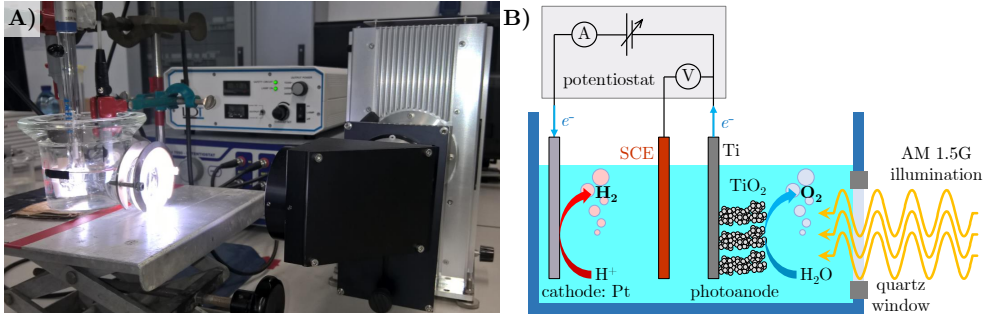 A)
B)
A
potentiostat
V
e⁻
e⁻
SCE
Ti
TiO₂
H₂
O₂
H⁺
H₂O
cathode: Pt
photoanode
AM 1.5G
illumination
quartz
window